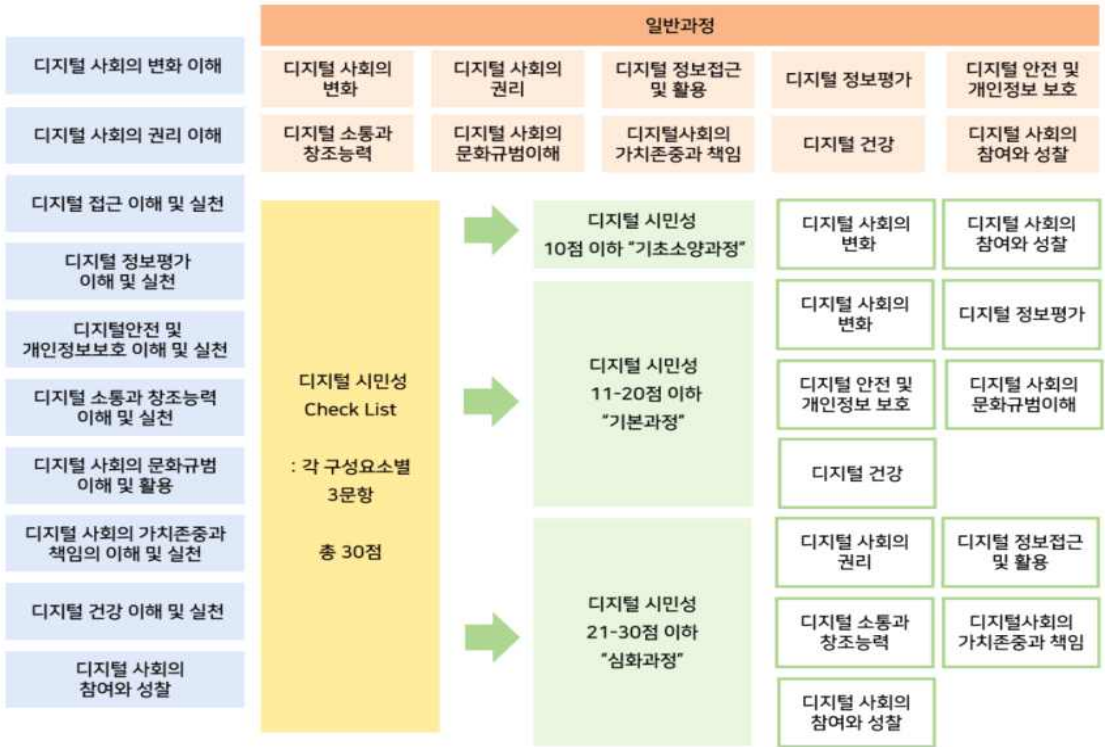 디지털 사회의 변화 이해
디지털 사회의 권리 이해
디지털 접근 이해 및 실천
디지털 정보평가
이해 및 실천
디지털안전 및
개인정보보호 이해 및 실천
디지털 소통과 창조능력
이해 및 실천
디지털 사회의 문화규범
이해 및 활용
디지털 사회의 가치존중과
책임의 이해 및 실천
디지털 건강 이해 및 실천
디지털 사회의
참여와 성찰
일반과정
디지털 사회의
변화
디지털 사회의
권리
디지털 정보접근
및 활용
디지털 정보평가
디지털 안전 및
개인정보 보호
디지털 소통과
창조능력
디지털 사회의
문화규범이해
디지털사회의
가치존중과 책임
디지털 건강
디지털 사회의
참여와 성찰
디지털 시민성
Check List
: 각 구성요소별
3문항
총 30점
디지털 시민성
10점 이하 "기초소양과정"
디지털 사회의
변화
디지털 사회의
참여와 성찰
디지털 시민성
11-20점 이하
"기본과정"
디지털 사회의
변화
디지털 정보평가
디지털 안전 및
개인정보 보호
디지털 사회의
문화규범이해
디지털 건강
디지털 시민성
21-30점 이하
"심화과정"
디지털 사회의
권리
디지털 정보접근
및 활용
디지털 소통과
창조능력
디지털사회의
가치존중과 책임
디지털 사회의
참여와 성찰